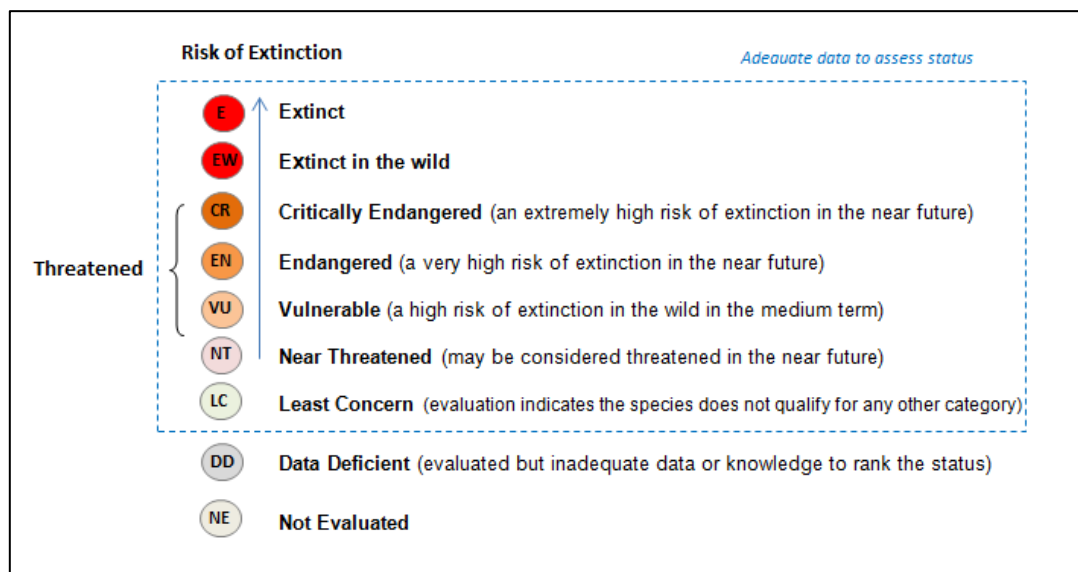 Risk of Extinction
Adeauate data to assess status
E Extinct
EW Extinct in the wild
CR Critically Endangered (an extremely high risk of extinction in the near future)
Threatened
EN Endangered (a very high risk of extinction in the near future)
VU Vulnerable (a high risk of extinction in the wild in the medium term)
NT Near Threatened (may be considered threatened in the near future)
LC Least Concern (evaluation indicates the species does not qualify for any other category)
DD Data Deficient (evaluated but inadequate data or knowledge to rank the status)
NE Not Evaluated